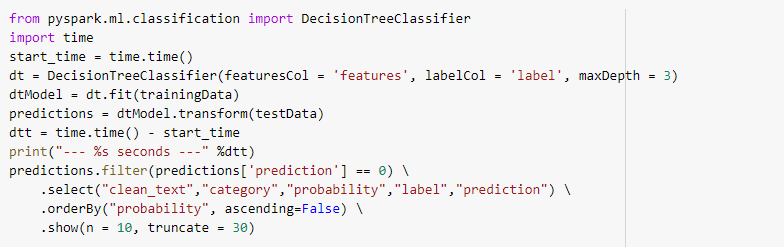 from pyspark.ml.classification import DecisionTreeClassifier
import time
start_time = time.time()
dt = DecisionTreeClassifier(featuresCol = 'features', labelCol = 'label', maxDepth = 3)
dtModel = dt.fit(trainingData)
predictions = dtModel.transform(testData)
dtt = time.time() - start_time
print("--- %s seconds ---" %dtt)
predictions.filter(predictions['prediction'] == 0) \
    .select("clean_text","category","probability","label","prediction") \
    .orderBy("probability", ascending=False) \
    .show(n = 10, truncate = 30)